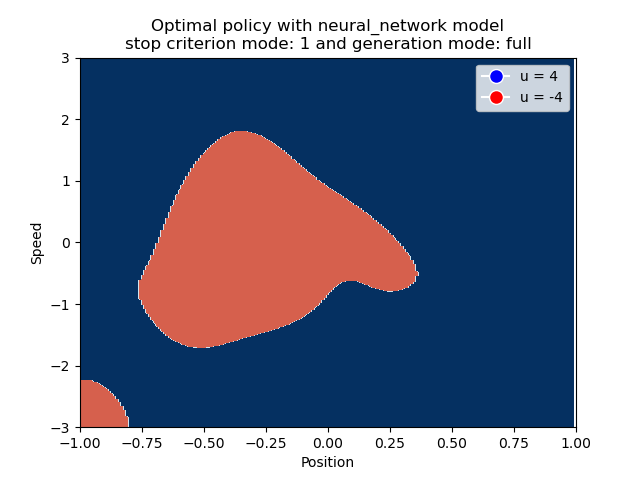 Optimal policy with neural_network model
stop criterion mode: 1 and generation mode: full
3
2
1
0
−1
−2
−3
Speed
u = 4
u = -4
−1.00 −0.75 −0.50 −0.25 0.00 0.25 0.50 0.75 1.00
Position